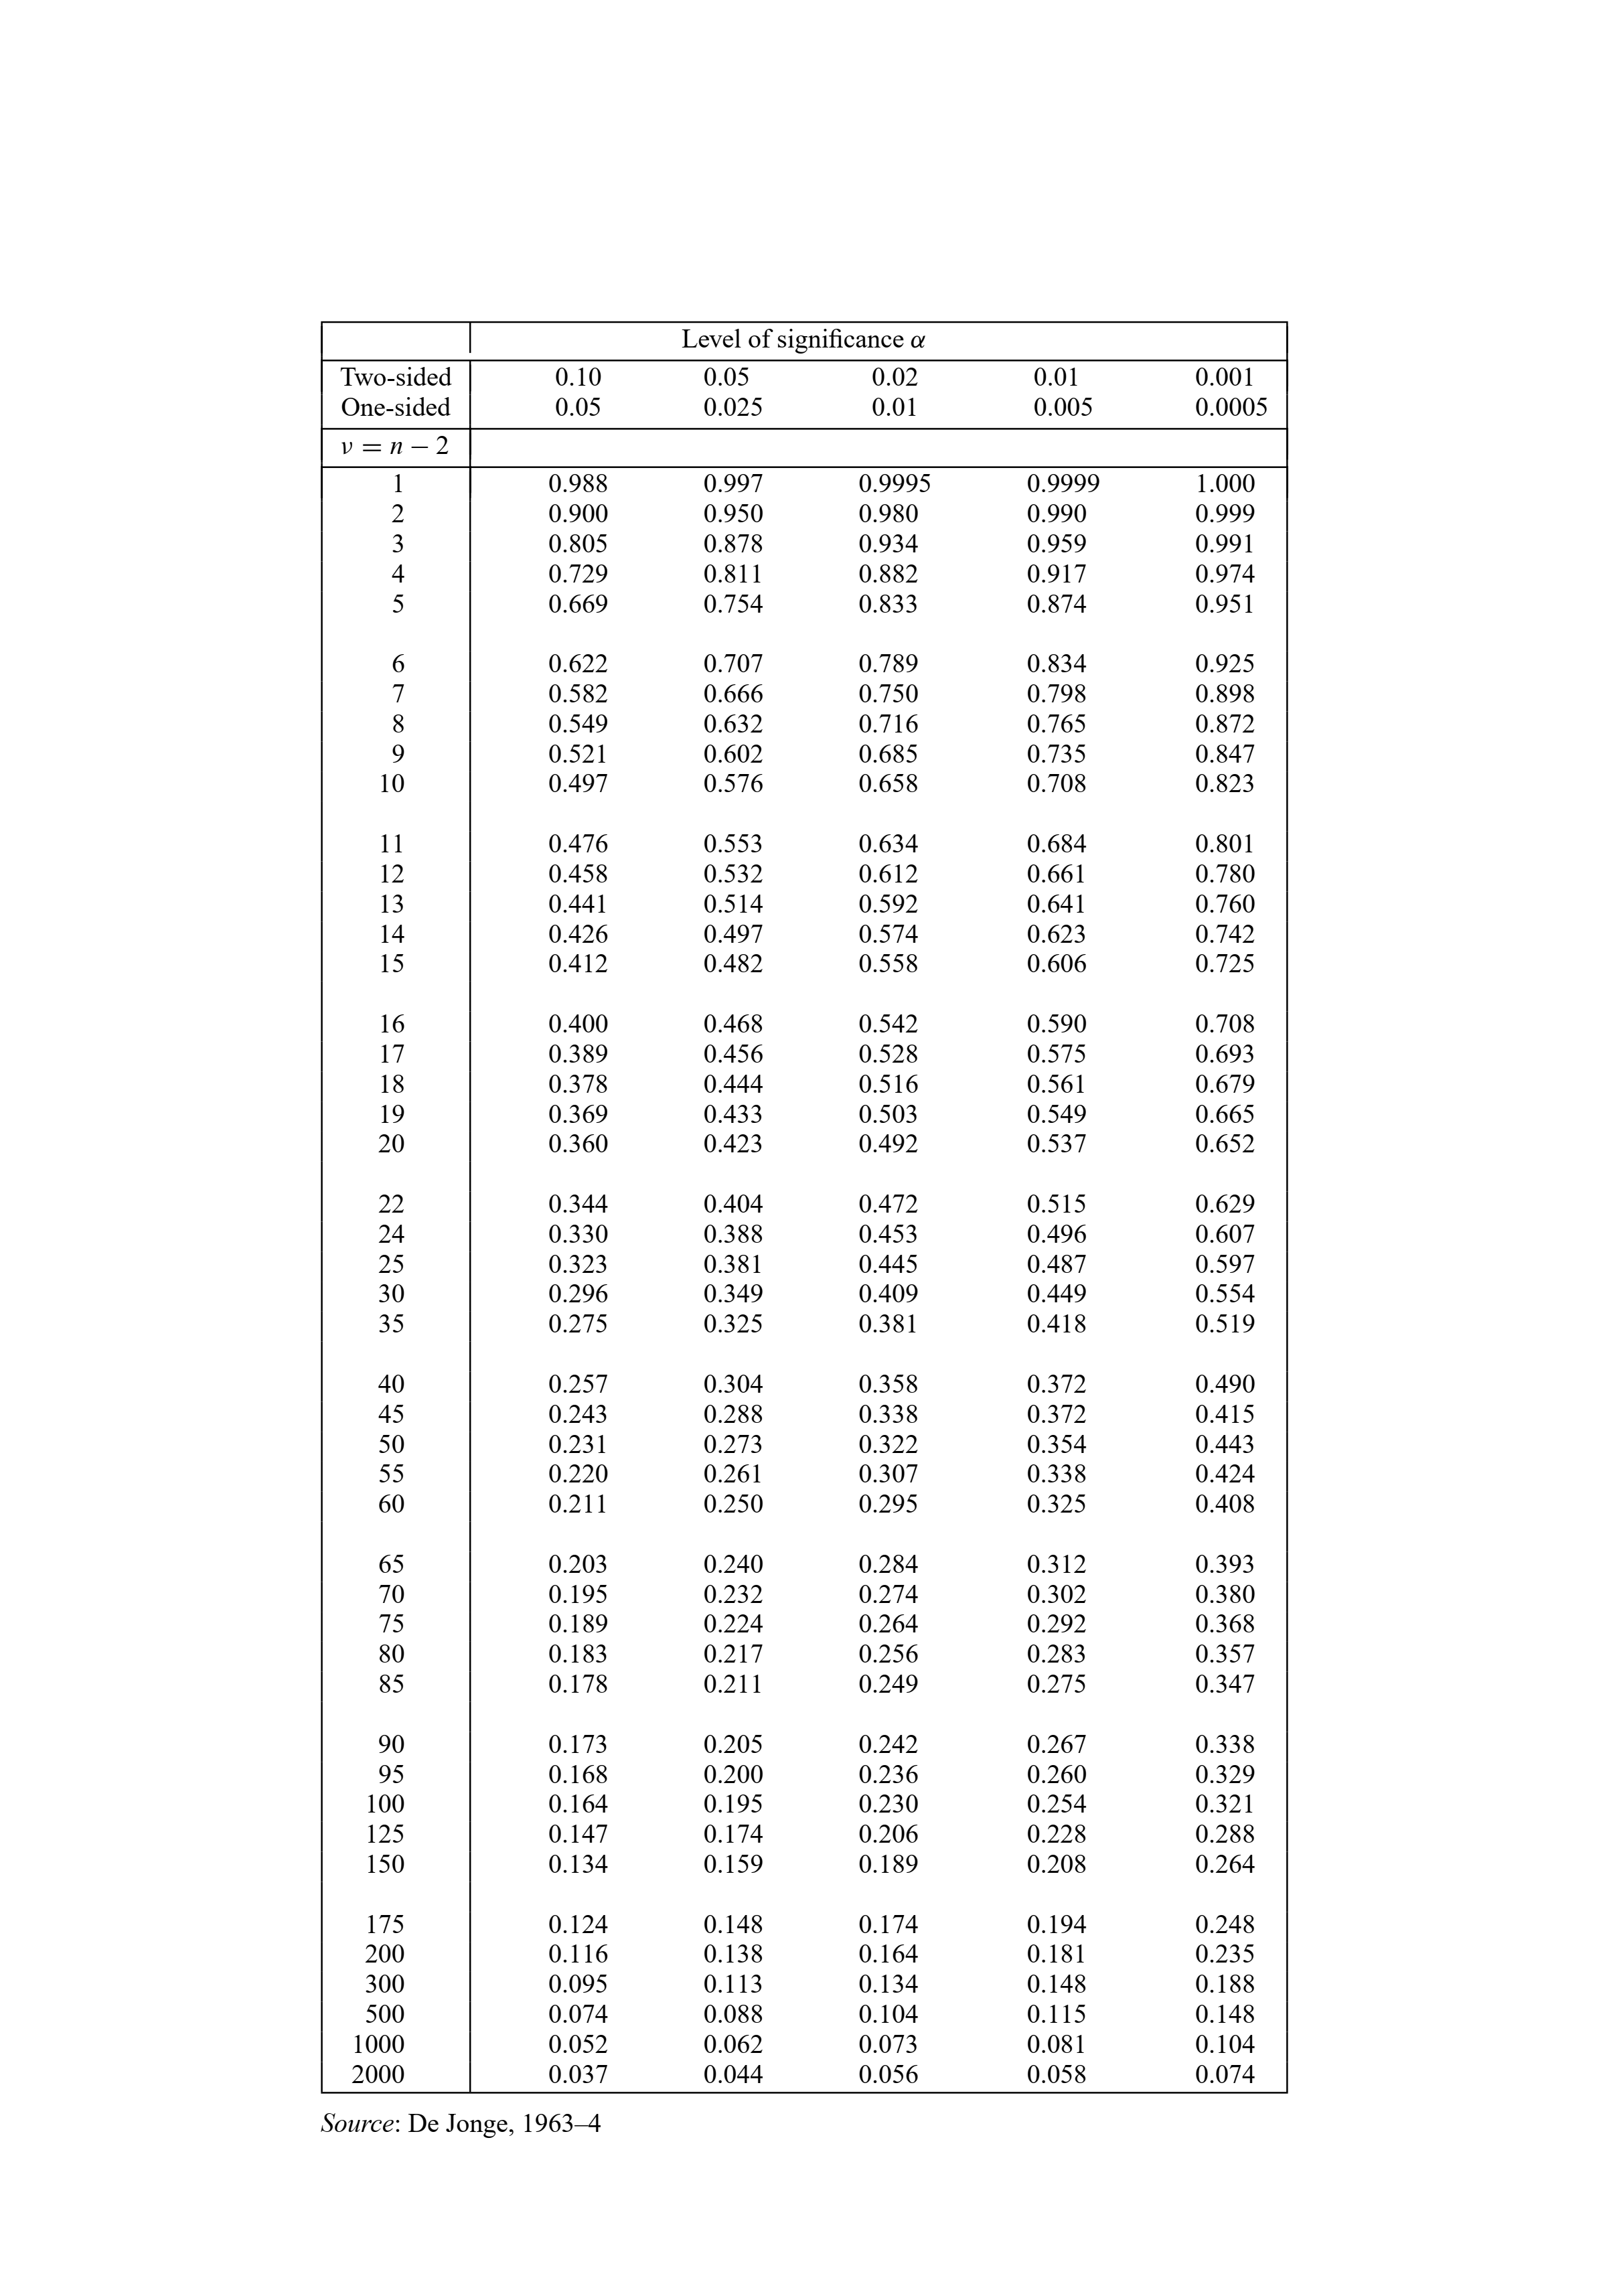 Level of significance α
Two-sided 0.10 0.05 0.02 0.01 0.001
One-sided 0.05 0.025 0.01 0.005 0.0005
ν = n − 2
1 0.988 0.997 0.9995 0.9999 1.000
2 0.900 0.950 0.980 0.990 0.999
3 0.805 0.878 0.934 0.959 0.991
4 0.729 0.811 0.882 0.917 0.974
5 0.669 0.754 0.833 0.874 0.951
6 0.622 0.707 0.789 0.834 0.925
7 0.582 0.666 0.750 0.798 0.898
8 0.549 0.632 0.716 0.765 0.872
9 0.521 0.602 0.685 0.735 0.847
10 0.497 0.576 0.658 0.708 0.823
11 0.476 0.553 0.634 0.684 0.801
12 0.458 0.532 0.612 0.661 0.780
13 0.441 0.514 0.592 0.641 0.760
14 0.426 0.497 0.574 0.623 0.742
15 0.412 0.482 0.558 0.606 0.725
16 0.400 0.468 0.542 0.590 0.708
17 0.389 0.456 0.528 0.575 0.693
18 0.378 0.444 0.516 0.561 0.679
19 0.369 0.433 0.503 0.549 0.665
20 0.360 0.423 0.492 0.537 0.652
22 0.344 0.404 0.472 0.515 0.629
24 0.330 0.388 0.453 0.496 0.607
25 0.323 0.381 0.445 0.487 0.597
30 0.296 0.349 0.409 0.449 0.554
35 0.275 0.325 0.381 0.418 0.519
40 0.257 0.304 0.358 0.372 0.490
45 0.243 0.288 0.338 0.372 0.415
50 0.231 0.273 0.322 0.354 0.443
55 0.220 0.261 0.307 0.338 0.424
60 0.211 0.250 0.295 0.325 0.408
65 0.203 0.240 0.284 0.312 0.393
70 0.195 0.232 0.274 0.302 0.380
75 0.189 0.224 0.264 0.292 0.368
80 0.183 0.217 0.256 0.283 0.357
85 0.178 0.211 0.249 0.275 0.347
90 0.173 0.205 0.242 0.267 0.338
95 0.168 0.200 0.236 0.260 0.329
100 0.164 0.195 0.230 0.254 0.321
125 0.147 0.174 0.206 0.228 0.288
150 0.134 0.159 0.189 0.208 0.264
175 0.124 0.148 0.174 0.194 0.248
200 0.116 0.138 0.164 0.181 0.235
300 0.095 0.113 0.134 0.148 0.188
500 0.074 0.088 0.104 0.115 0.148
1000 0.052 0.062 0.073 0.081 0.104
2000 0.037 0.044 0.056 0.058 0.074
Source: De Jonge, 1963–4